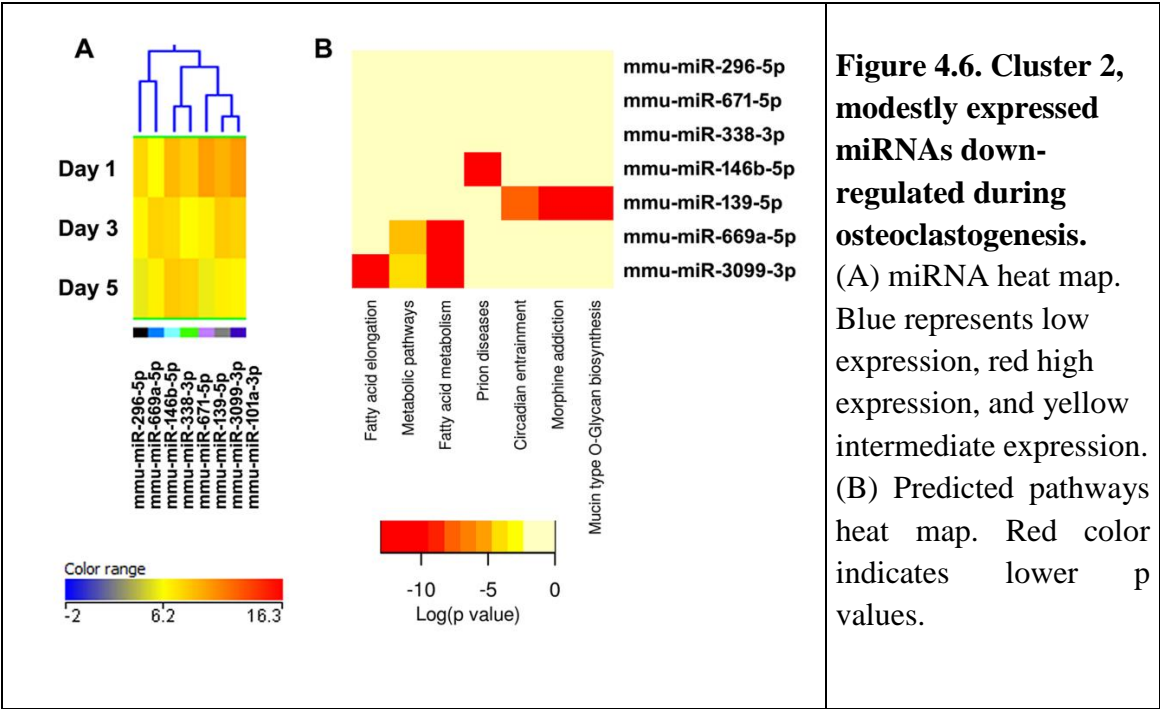 A
Day 1
Day 3
Day 5
mmu-miR-296-5p
mmu-miR-669a-5p
mmu-miR-146b-5p
mmu-miR-338-3p
mmu-miR-671-5p
mmu-miR-139-5p
mmu-miR-3099-3p
mmu-miR-101a-3p
Color range
-2 6.2 16.3
B
mmu-miR-296-5p
mmu-miR-671-5p
mmu-miR-338-3p
mmu-miR-146b-5p
mmu-miR-139-5p
mmu-miR-669a-5p
mmu-miR-3099-3p
Fatty acid elongation
Metabolic pathways
Fatty acid metabolism
Prion diseases
Circadian entrainment
Morphine addiction
Mucin type O-Glycan biosynthesis
-10 -5 0
Log(p value)
Figure 4.6. Cluster 2,
modestly expressed
miRNAs down-
regulated during
osteoclastogenesis.
(A) miRNA heat map.
Blue represents low
expression, red high
expression, and yellow
intermediate expression.
(B) Predicted pathways
heat map. Red color
indicates lower p
values.